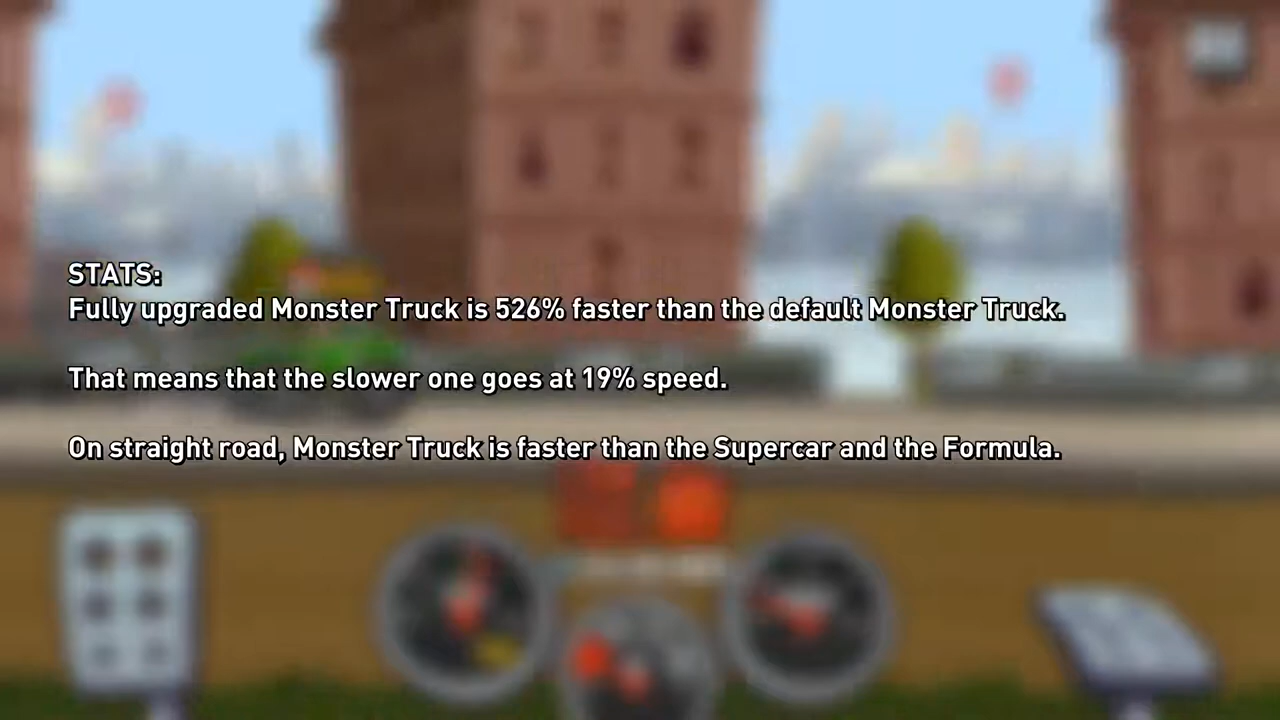 STATS:
Fully upgraded Monster Truck is 526% faster than the default Monster Truck.
That means that the slower one goes at 19% speed.
On straight road, Monster Truck is faster than the Supercar and the Formula.